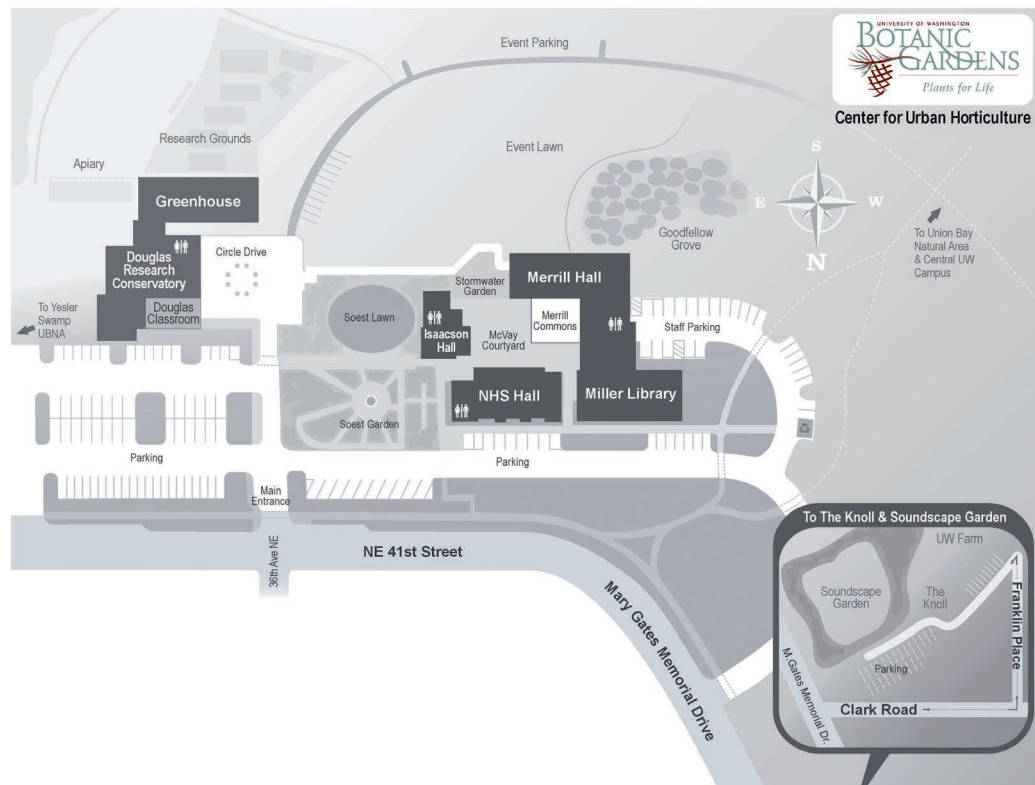 UNIVERSITY OF WASHINGTON
BOTANIC
GARDENS
Plants for Life
Center for Urban Horticulture
Event Parking
Research Grounds
Apiary
Event Lawn
S
E
W
N
Greenhouse
Goodfellow
Grove
To Union Bay
Natural Area
& Central UW
Campus
Circle Drive
Douglas
Research
Conservatory
Stormwater
Garden
Merrill Hall
To Yesler
Swamp
UBNA
Douglas
Classroom
Soest Lawn
Isaacson
Hall
McVay
Courtyard
Merrill
Commons
Staff Parking
NHS Hall
Miller Library
Soest Garden
Parking
Parking
Main
Entrance
NE 41st Street
36th Ave NE
Mary Gates Memorial Drive
To The Knoll & Soundscape Garden
UW Farm
Soundscape
Garden
The
Knoll
Franklin Place
Parking
M.Gates Memorial Dr.
Clark Road